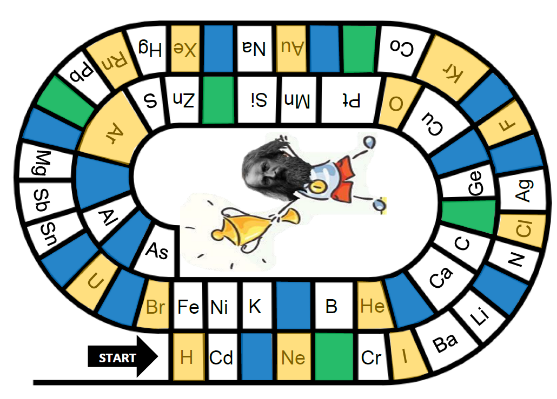 START
H
Cd
Ne
Cr
I
Ba
Li
N
Cl
Ag
F
Kr
Co
Au
Na
Xe
Hg
Rn
Pb
Mg
Sb
Sn
U
Br
Fe
Ni
K
B
He
Ca
C
Ge
Cu
O
Pt
Mn
Si
Zn
S
Ar
Al
As